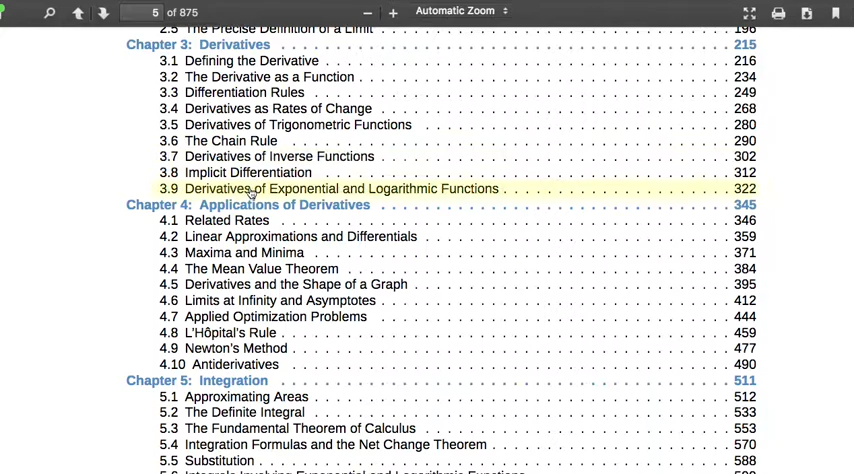 5 of 875
Automatic Zoom
2.5 The Precise Definition of a Limit . . . . . . . . . . . . . . . . . . . . . 196
Chapter 3: Derivatives . . . . . . . . . . . . . . . . . . . . . 215
3.1 Defining the Derivative . . . . . . . . . . . . . . . . . . . . . 216
3.2 The Derivative as a Function . . . . . . . . . . . . . . . . . . . . . 234
3.3 Differentiation Rules . . . . . . . . . . . . . . . . . . . . . 249
3.4 Derivatives as Rates of Change . . . . . . . . . . . . . . . . . . . . . 268
3.5 Derivatives of Trigonometric Functions . . . . . . . . . . . . . . . . . . . . . 280
3.6 The Chain Rule . . . . . . . . . . . . . . . . . . . . . 290
3.7 Derivatives of Inverse Functions . . . . . . . . . . . . . . . . . . . . . 302
3.8 Implicit Differentiation . . . . . . . . . . . . . . . . . . . . . 312
3.9 Derivatives of Exponential and Logarithmic Functions . . . . . . . . . . . . . . . 322
Chapter 4: Applications of Derivatives . . . . . . . . . . . . . . . . . . . . . 345
4.1 Related Rates . . . . . . . . . . . . . . . . . . . . . 346
4.2 Linear Approximations and Differentials . . . . . . . . . . . . . . . . . . . . . 359
4.3 Maxima and Minima . . . . . . . . . . . . . . . . . . . . . 371
4.4 The Mean Value Theorem . . . . . . . . . . . . . . . . . . . . . 384
4.5 Derivatives and the Shape of a Graph . . . . . . . . . . . . . . . . . . . . . 395
4.6 Limits at Infinity and Asymptotes . . . . . . . . . . . . . . . . . . . . . 412
4.7 Applied Optimization Problems . . . . . . . . . . . . . . . . . . . . . 444
4.8 L’Hôpital’s Rule . . . . . . . . . . . . . . . . . . . . . 459
4.9 Newton’s Method . . . . . . . . . . . . . . . . . . . . . 477
4.10 Antiderivatives . . . . . . . . . . . . . . . . . . . . . 490
Chapter 5: Integration . . . . . . . . . . . . . . . . . . . . . 511
5.1 Approximating Areas . . . . . . . . . . . . . . . . . . . . . 512
5.2 The Definite Integral . . . . . . . . . . . . . . . . . . . . . 533
5.3 The Fundamental Theorem of Calculus . . . . . . . . . . . . . . . . . . . . . 553
5.4 Integration Formulas and the Net Change Theorem . . . . . . . . . . . . . . . 570
5.5 Substitution . . . . . . . . . . . . . . . . . . . . . 588